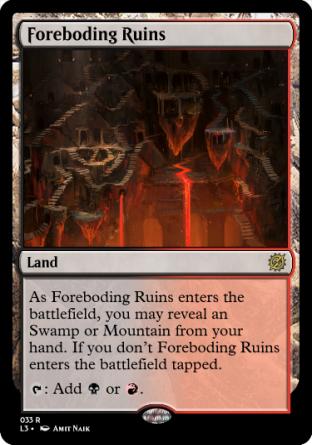 Foreboding Ruins
Land
As Foreboding Ruins enters the
battlefield, you may reveal an
Swamp or Mountain from your
hand. If you don't Foreboding Ruins
enters the battlefield tapped.
: Add or .
033 R
L3 • Amit Naik